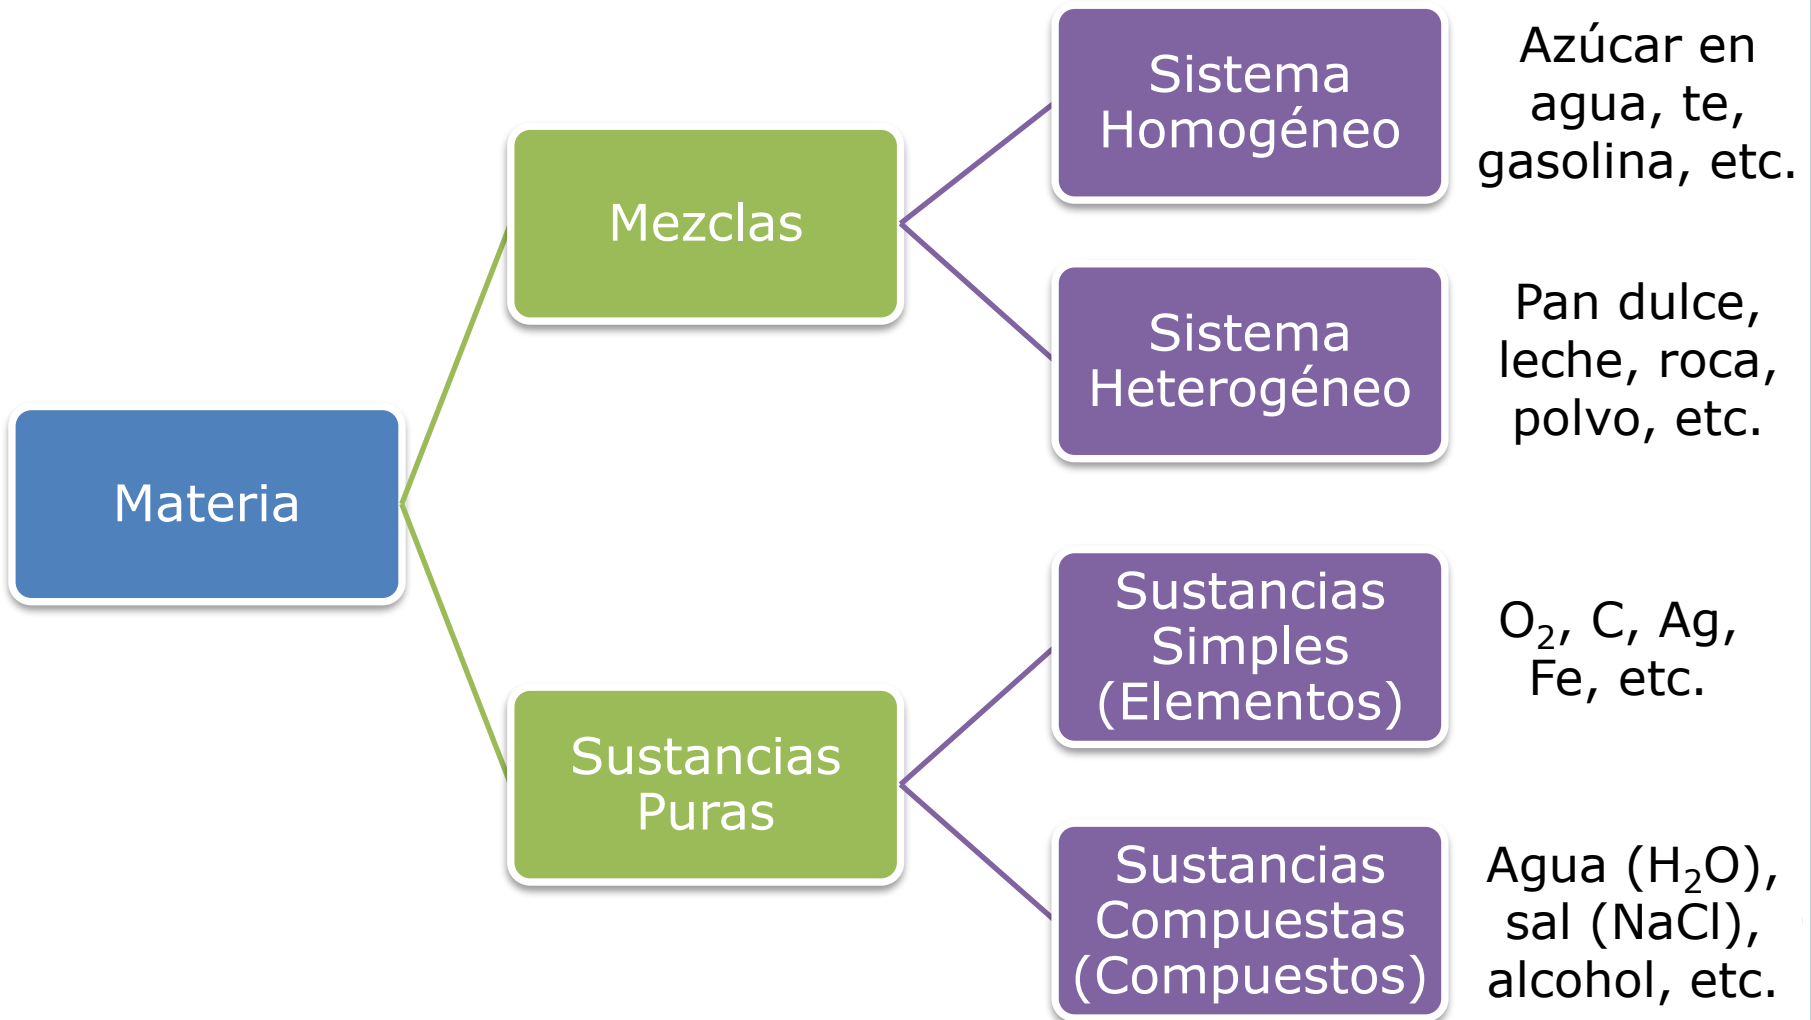 Materia
Mezclas
Sistema
Homogéneo
Azúcar en
agua, te,
gasolina, etc.
Sistema
Heterogéneo
Pan dulce,
leche, roca,
polvo, etc.
Sustancias
Puras
Sustancias
Simples
(Elementos)
O₂, C, Ag,
Fe, etc.
Sustancias
Compuestas
(Compuestos)
Agua (H₂O),
sal (NaCl),
alcohol, etc.